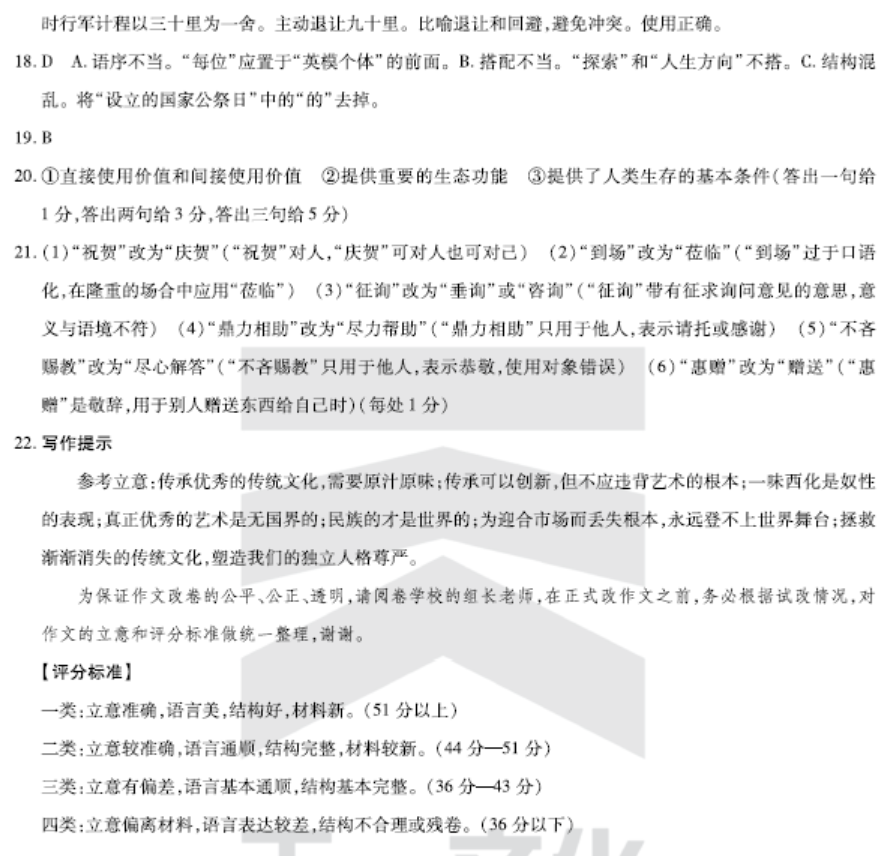 时行军计程以三十里为一舍。主动退让九十里。比喻退让和回避,避免冲突。使用正确。
18. D A. 语序不当。“每位”应置于“英模个体”的前面。B. 搭配不当。“探索”和“人生方向”不搭。C. 结构混
乱。将“设立的国家公祭日”中的“的”去掉。
19. B
20. ①直接使用价值和间接使用价值 ②提供重要的生态功能 ③提供了人类生存的基本条件(答出一句给
1 分,答出两句给 3 分,答出三句给 5 分)
21. (1)“祝贺”改为“庆贺”(“祝贺”对人,“庆贺”可对人也可对己) (2)“到场”改为“莅临”(“到场”过于口语
化,在隆重的场合中应用“莅临”) (3)“征询”改为“垂询”或“咨询”(“征询”带有征求询问意见的意思,意
义与语境不符) (4)“鼎力相助”改为“尽力帮助”(“鼎力相助”只用于他人,表示请托或感谢) (5)“不吝
赐教”改为“尽心解答”(“不吝赐教”只用于他人,表示恭敬,使用对象错误) (6)“惠赠”改为“赠送”(“惠
赠”是敬辞,用于别人赠送东西给自己时)(每处 1 分)
22. 写作提示
参考立意:传承优秀的传统文化,需要原汁原味;传承可以创新,但不应违背艺术的根本;一味西化是奴性
的表现;真正优秀的艺术是无国界的;民族的才是世界的;为迎合市场而丢失根本,永远登不上世界舞台;拯救
渐渐消失的传统文化,塑造我们的独立人格尊严。
为保证作文改卷的公平、公正、透明,请阅卷学校的组长老师,在正式改作文之前,务必根据试改情况,对
作文的立意和评分标准做统一整理,谢谢。
【评分标准】
一类:立意准确,语言美,结构好,材料新。(51 分以上)
二类:立意较准确,语言通顺,结构完整,材料较新。(44 分—51 分)
三类:立意有偏差,语言基本通顺,结构基本完整。(36 分—43 分)
四类:立意偏离材料,语言表达较差,结构不合理或残卷。(36 分以下)